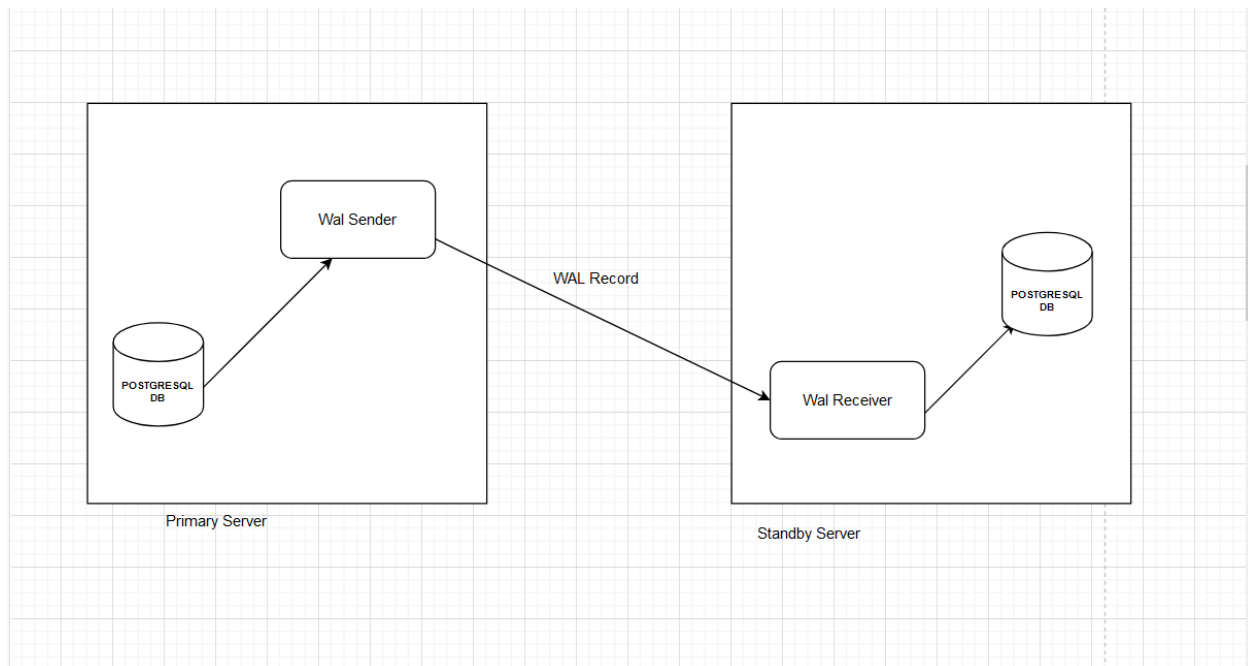 Wal Sender
WAL Record
POSTGRESQL
DB
POSTGRESQL
DB
Wal Receiver
Primary Server
Standby Server